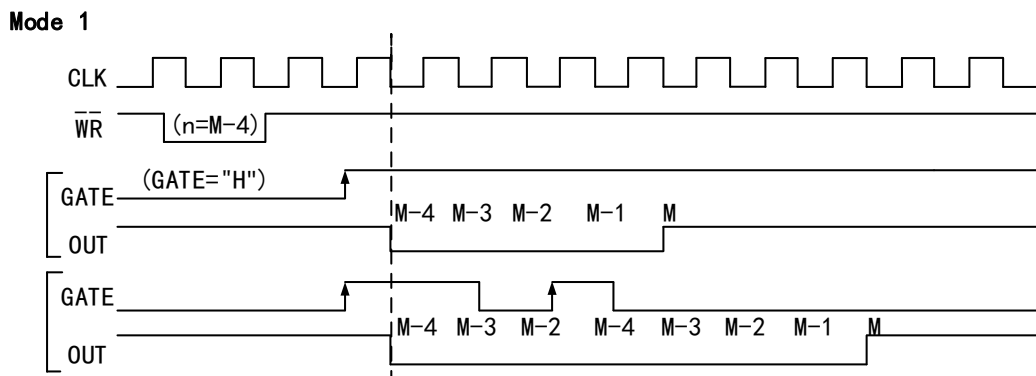 Mode 1
CLK
WR (n=M-4)
GATE (GATE="H")
M-4 M-3 M-2 M-1 M
OUT
GATE
M-4 M-3 M-2 M-4 M-3 M-2 M-1 M
OUT